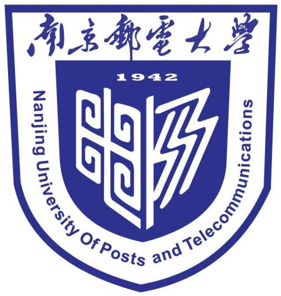 南京郵電大學
1942
Nanjing University Of Posts and Telecommunications